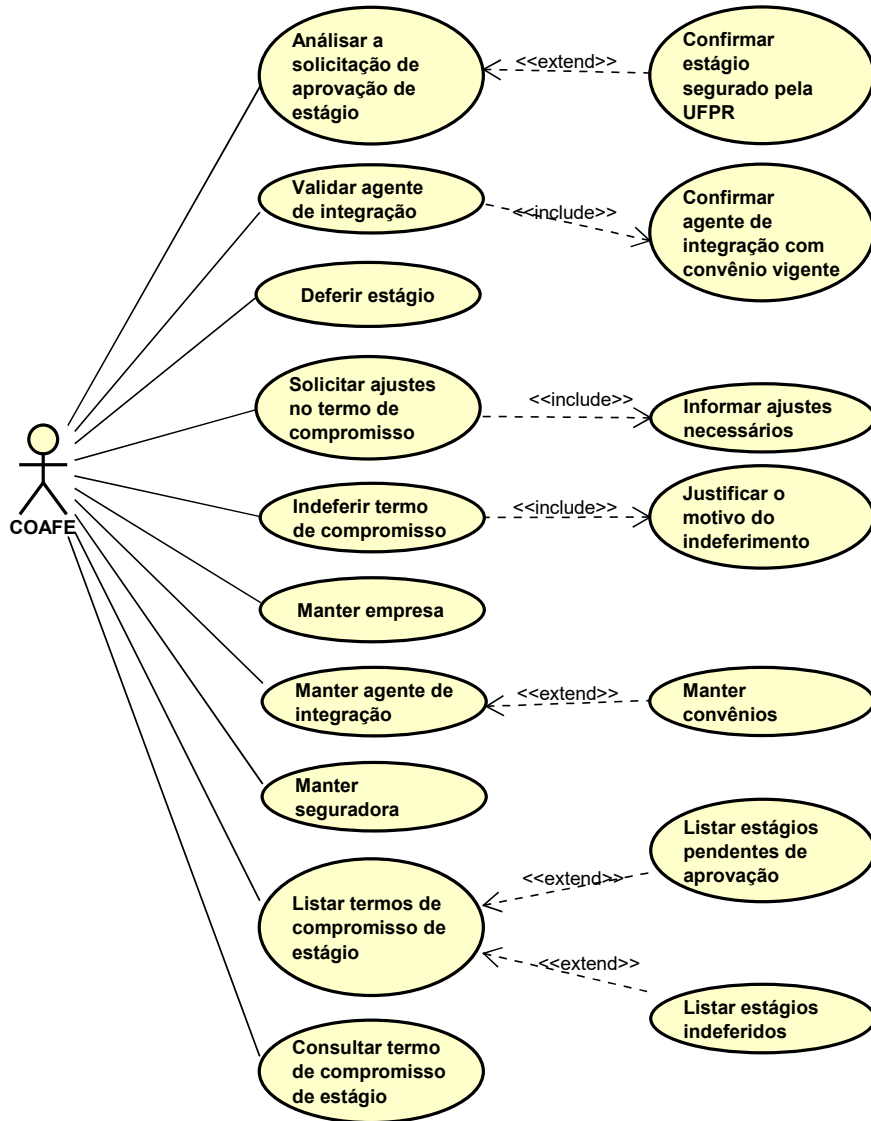 Análisar a
solicitação de
aprovação de
estágio
<<extend>>
Confirmar
estágio
segurado pela
UFPR
Validar agente
de integração
<<include>>
Confirmar
agente de
integração com
convênio vigente
Deferir estágio
Solicitar ajustes
no termo de
compromisso
<<include>>
Informar ajustes
necessários
COAFE
Indeferir termo
de compromisso
<<include>>
Justificar o
motivo do
indeferimento
Manter empresa
Manter agente de
integração
<<extend>>
Manter
convênios
Manter
seguradora
Listar termos de
compromisso de
estágio
<<extend>>
Listar estágios
pendentes de
aprovação
<<extend>>
Listar estágios
indeferidos
Consultar termo
de compromisso
de estágio